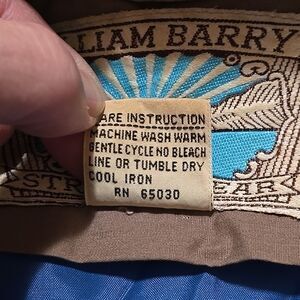 LIAM BARRY
ARE INSTRUCTION
MACHINE WASH WARM
GENTLE CYCLE NO BLEACH
LINE OR TUMBLE DRY
COOL IRON
RN 65030
STR
EAR